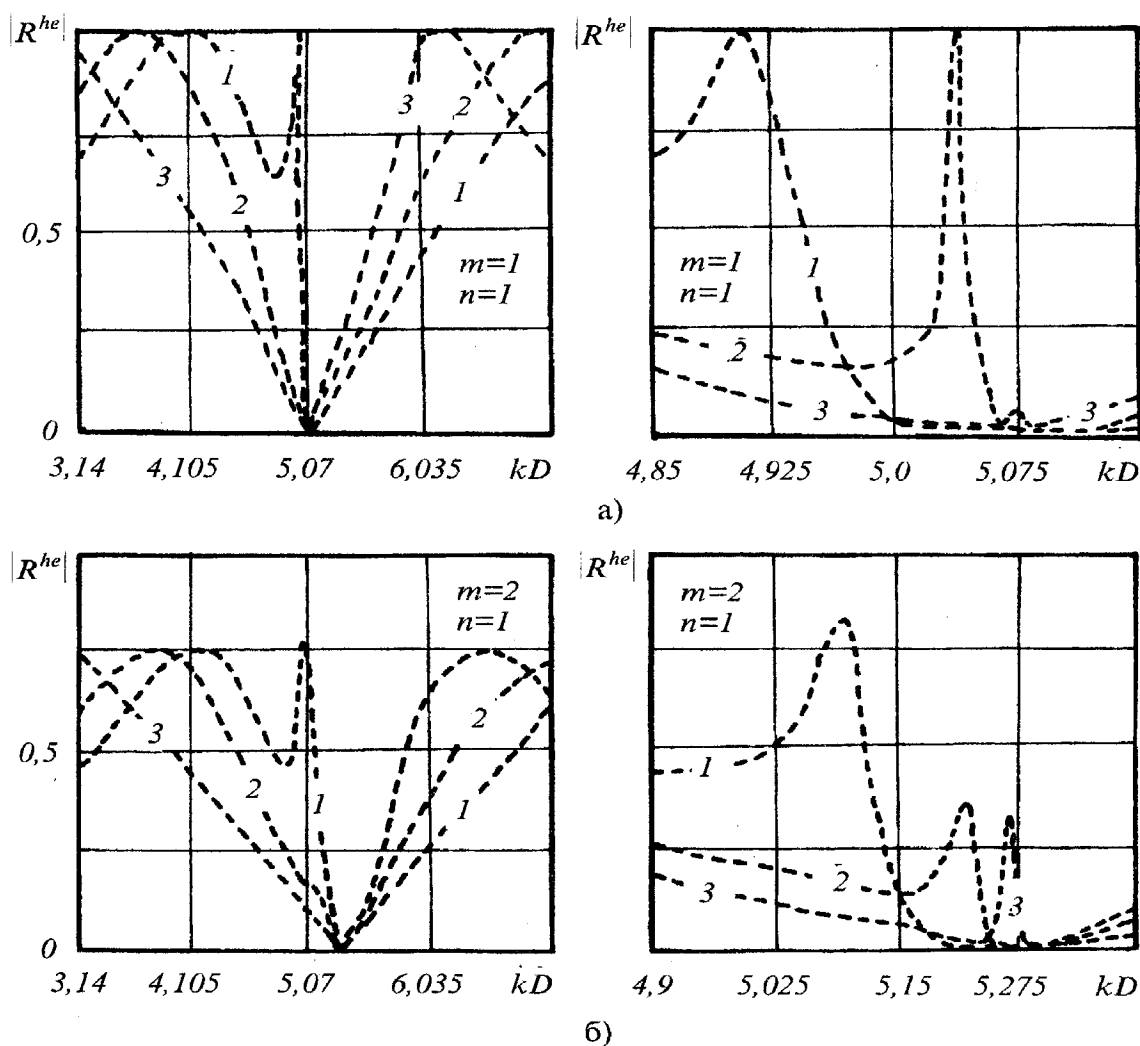 |R^he|
1
2
3
3
2
1
0,5
m=1
n=1
0
3,14 4,105 5,07 6,035 kD
|R^he|
1
m=1
n=1
2
3
3
4,85 4,925 5,0 5,075 kD
а)
|R^he|
m=2
n=1
3
2
1
2
1
0,5
0
3,14 4,105 5,07 6,035 kD
|R^he|
m=2
n=1
1
2
3
3
4,9 5,025 5,15 5,275 kD
б)